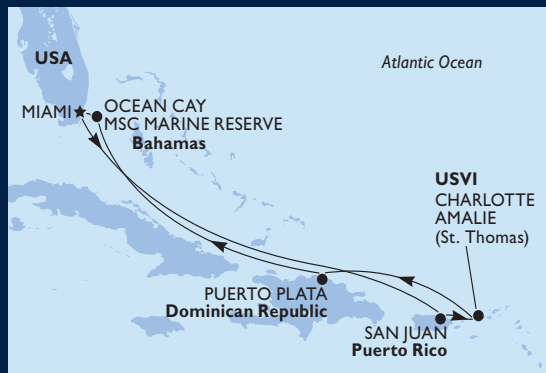 USA
Atlantic Ocean
MIAMI
OCEAN CAY
MSC MARINE RESERVE
Bahamas
USVI
CHARLOTTE
AMALIE
(St. Thomas)
PUERTO PLATA
Dominican Republic
SAN JUAN
Puerto Rico